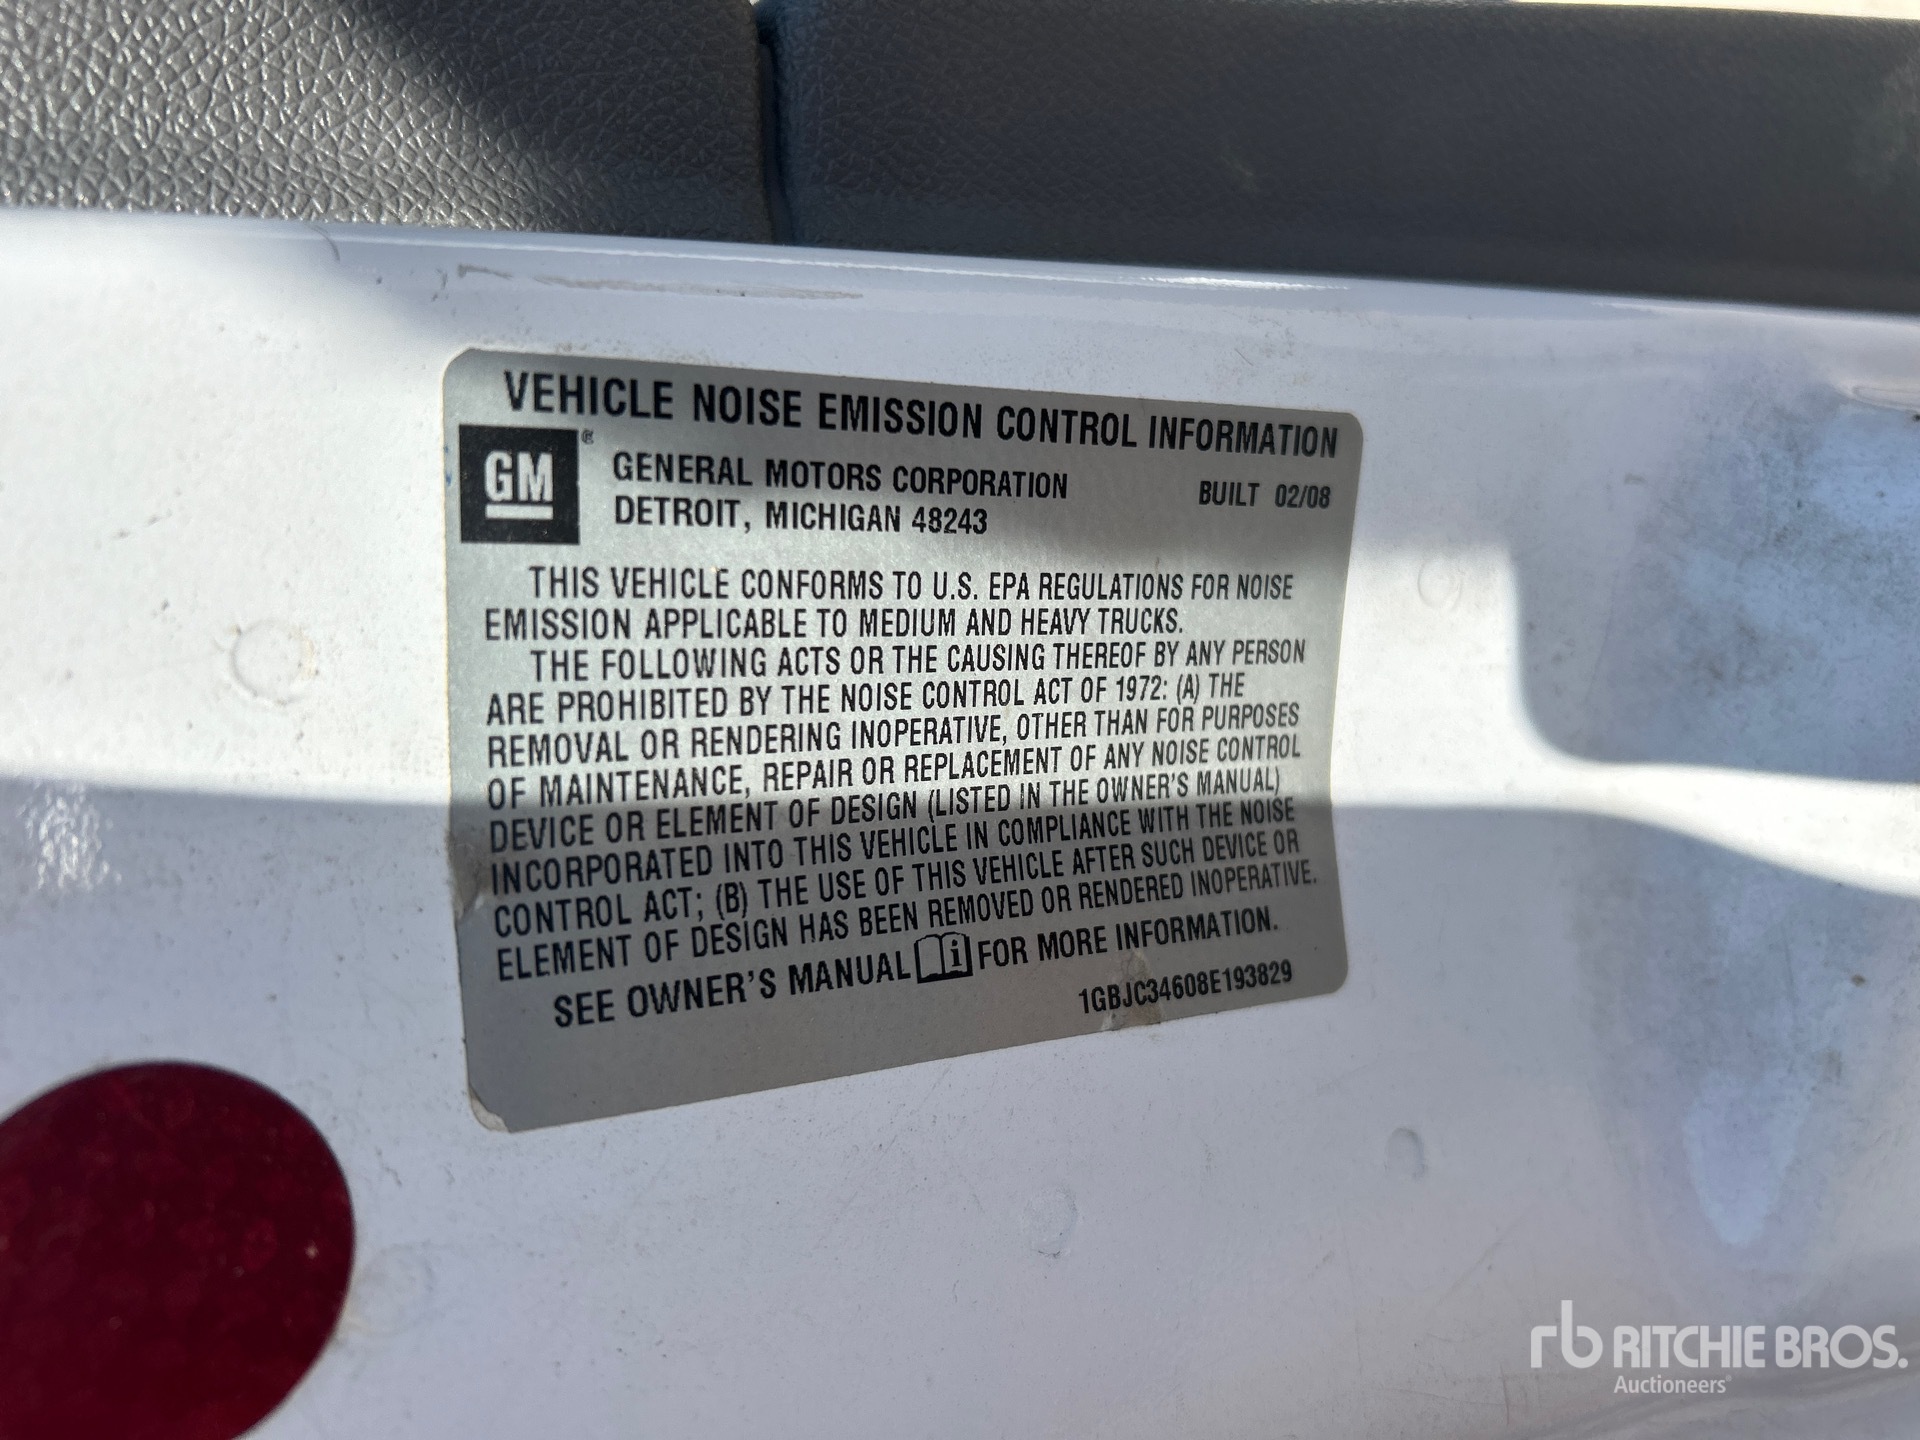 VEHICLE NOISE EMISSION CONTROL INFORMATION
GM®
GENERAL MOTORS CORPORATION
DETROIT, MICHIGAN 48243
BUILT 02/08
THIS VEHICLE CONFORMS TO U.S. EPA REGULATIONS FOR NOISE
EMISSION APPLICABLE TO MEDIUM AND HEAVY TRUCKS.
THE FOLLOWING ACTS OR THE CAUSING THEREOF BY ANY PERSON
ARE PROHIBITED BY THE NOISE CONTROL ACT OF 1972: (A) THE
REMOVAL OR RENDERING INOPERATIVE, OTHER THAN FOR PURPOSES
OF MAINTENANCE, REPAIR OR REPLACEMENT OF ANY NOISE CONTROL
DEVICE OR ELEMENT OF DESIGN (LISTED IN THE OWNER'S MANUAL)
INCORPORATED INTO THIS VEHICLE IN COMPLIANCE WITH THE NOISE
CONTROL ACT; (B) THE USE OF THIS VEHICLE AFTER SUCH DEVICE OR
ELEMENT OF DESIGN HAS BEEN REMOVED OR RENDERED INOPERATIVE.
SEE OWNER'S MANUAL i FOR MORE INFORMATION.
1GBJC34608E193829
rb RITCHIE BROS.
Auctioneers